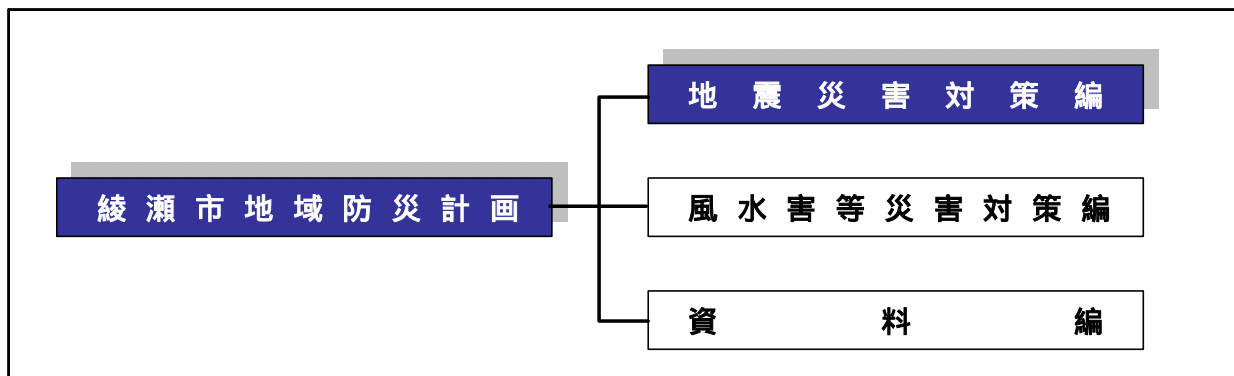 地震災害対策編
綾瀬市地域防災計画
風水害等災害対策編
資料編